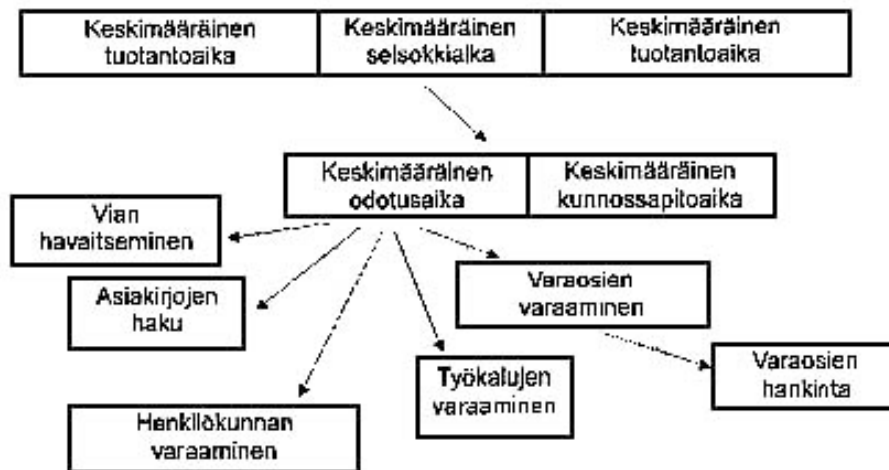 Keskimääräinen
tuotantoaika
Keskimääräinen
selsokkialka
Keskimääräinen
tuotantoaika
Keskimääräinen
odotusaika
Keskimääräinen
kunnossapitoaika
Vian
havaitseminen
Asiakirjojen
haku
Varaosien
varaaminen
Työkalujen
varaaminen
Varaosien
hankinta
Henkilökunnan
varaaminen